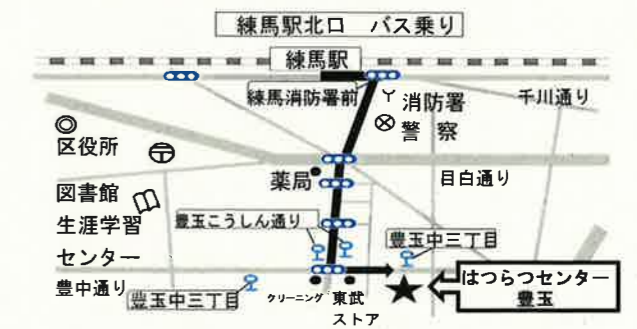 練馬駅北口 バス乗り
練馬駅
練馬消防署前
消防署
千川通り
警 察
区役所
薬局
目白通り
図書館
生涯学習
センター
豊玉こうしん通り
豊玉中三丁目
豊中通り
豊玉中三丁目
クリーニング
東武
ストア
はつらつセンター
豊玉